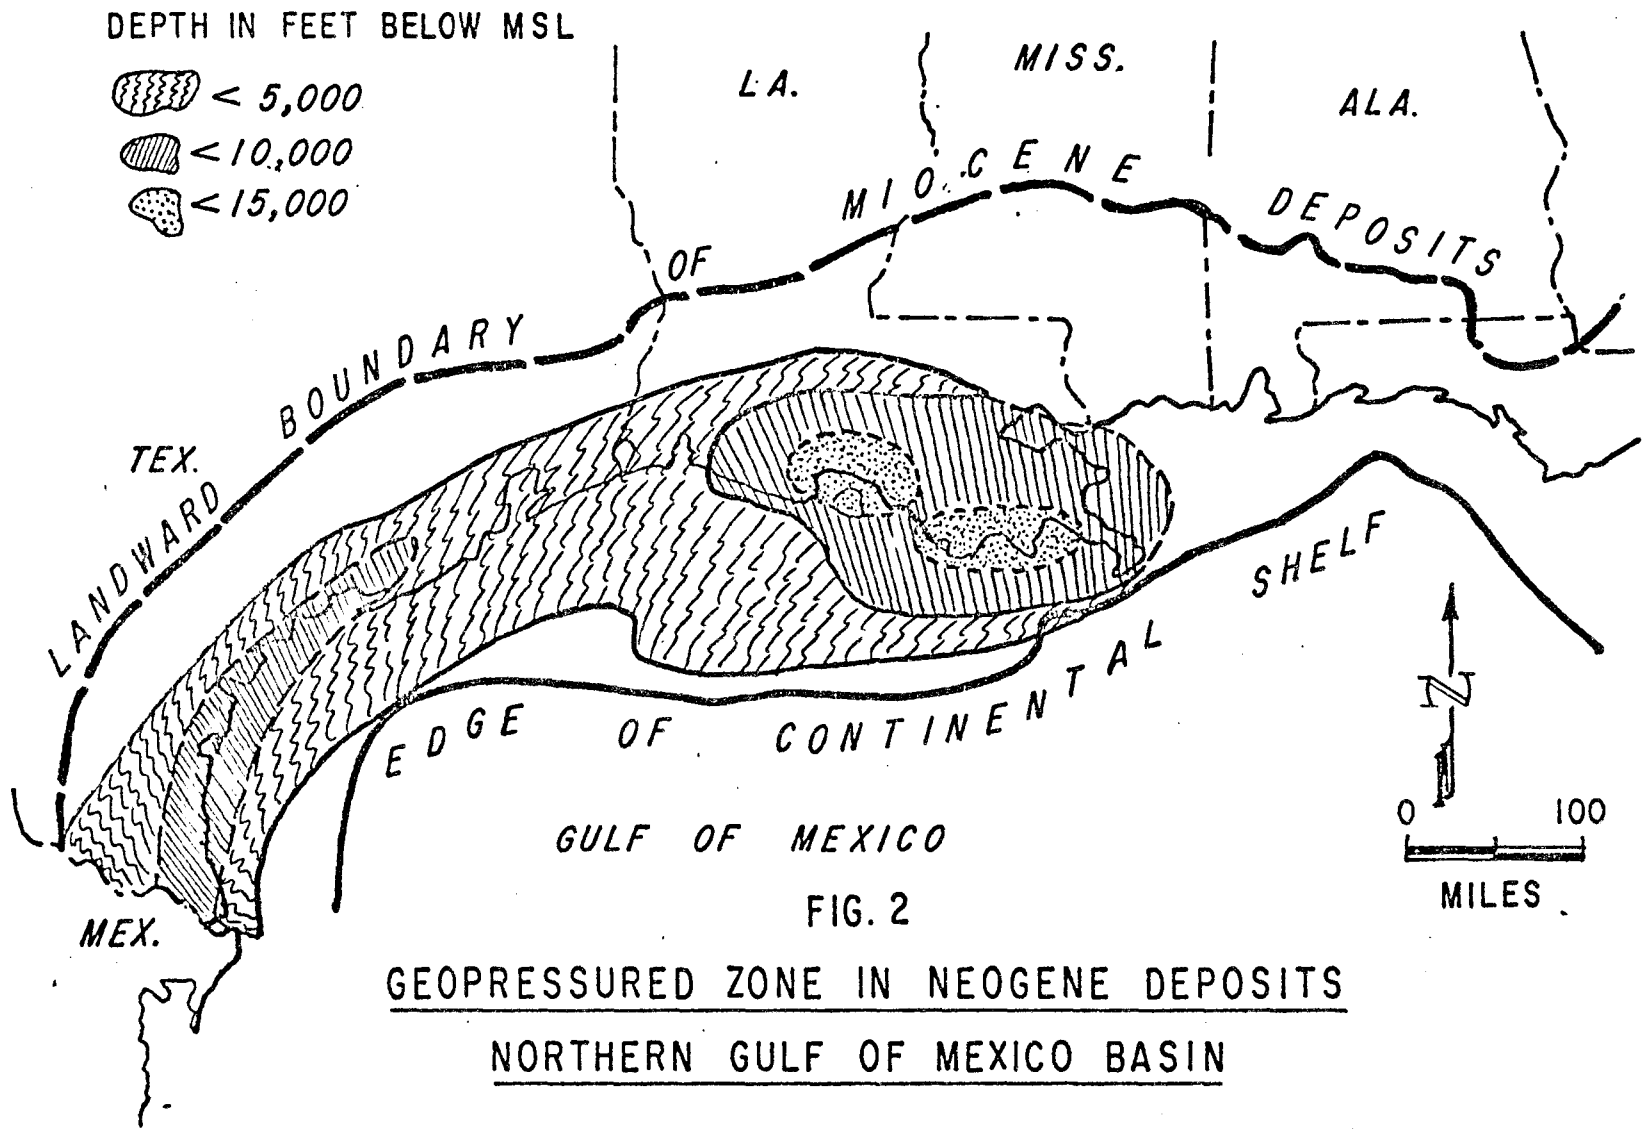 DEPTH IN FEET BELOW MSL
< 5,000
< 10,000
< 15,000
LA.
MISS.
ALA.
LANDWARD BOUNDARY OF MIOCENE DEPOSITS
TEX.
EDGE OF CONTINENTAL SHELF
N
0 100
MILES
GULF OF MEXICO
MEX.
FIG. 2
GEOPRESSURED ZONE IN NEOGENE DEPOSITS
NORTHERN GULF OF MEXICO BASIN